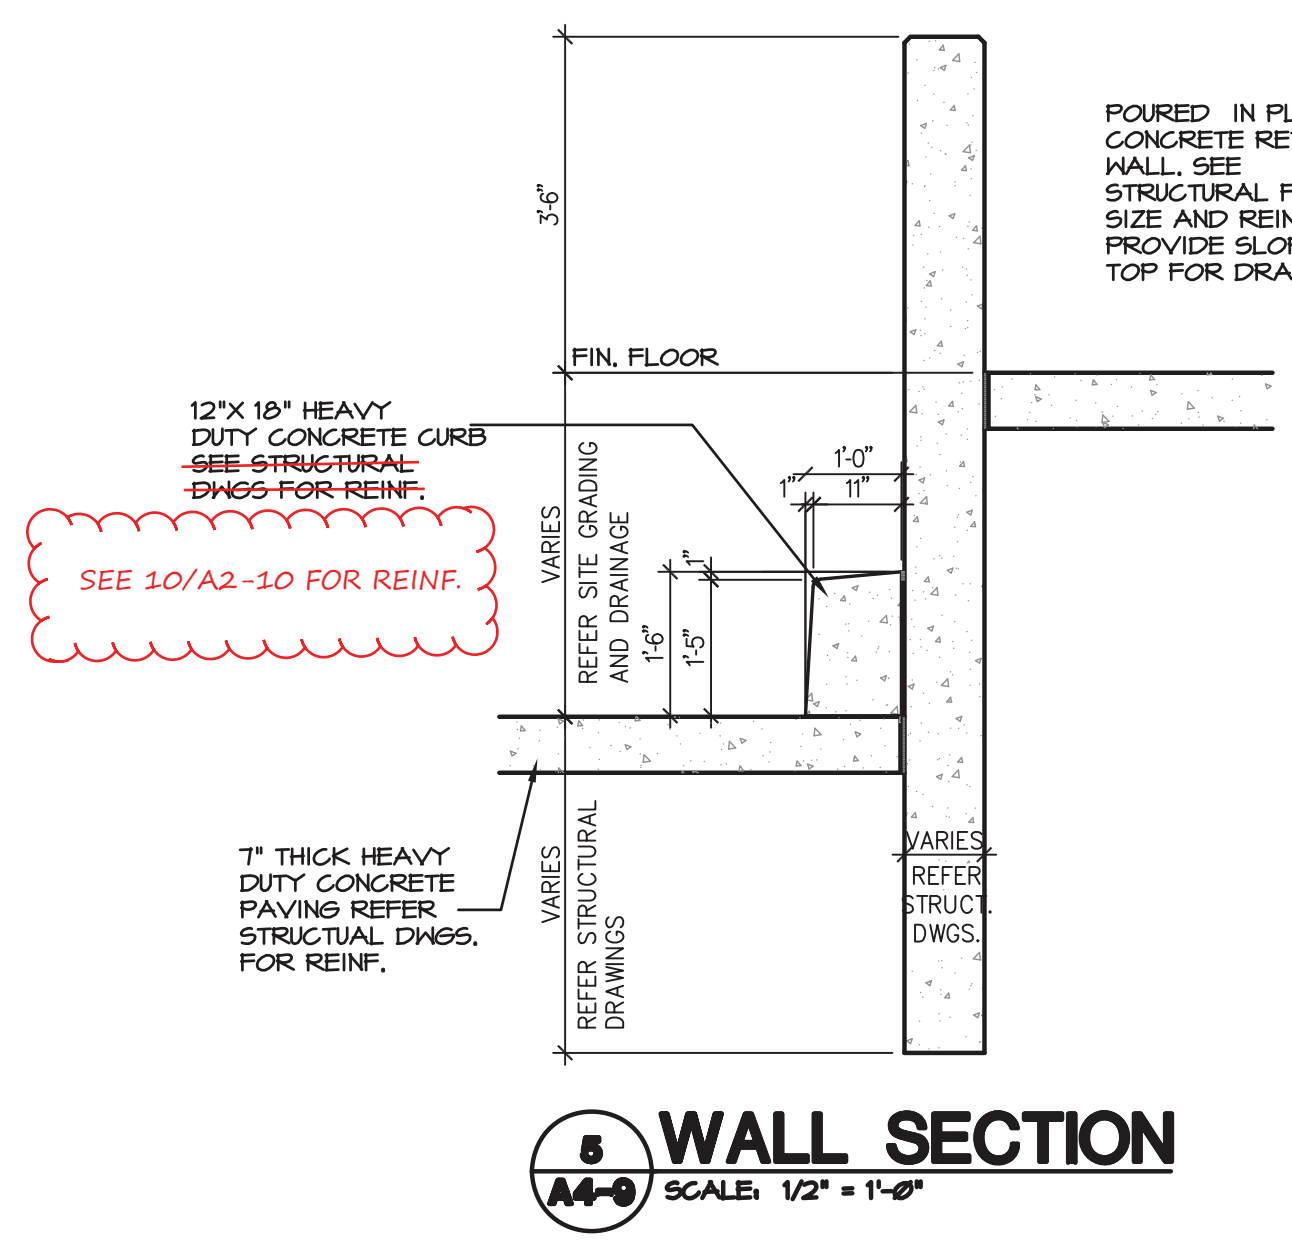 3'-6"
POURED IN PL
CONCRETE RE
WALL. SEE
STRUCTURAL F
SIZE AND REIN
PROVIDE SLO
TOP FOR DRA
FIN. FLOOR
12"X 18" HEAVY
DUTY CONCRETE CURB
SEE STRUCTURAL
DWGS FOR REINF.
SEE 10/A2-10 FOR REINF.
VARIES
REFER SITE GRADING
AND DRAINAGE
1'-0"
1"
11"
1"
1'-6"
1'-5"
7" THICK HEAVY
DUTY CONCRETE
PAVING REFER
STRUCTUAL DWGS.
FOR REINF.
VARIES
REFER STRUCTURAL
DRAWINGS
VARIES
REFER
STRUCT.
DWGS.
5
A4-9
WALL SECTION
SCALE: 1/2" = 1'-0"